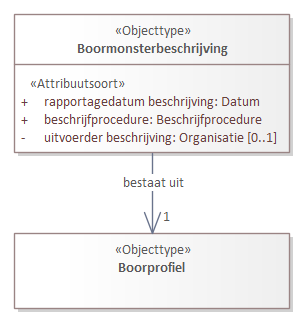 «Objecttype»
Boormonsterbeschrijving
«Attribuutsoort»
+ rapportagedatum beschrijving: Datum
+ beschrijfprocedure: Beschrijfprocedure
- uitvoerder beschrijving: Organisatie [0..1]
bestaat uit
1
«Objecttype»
Boorprofiel